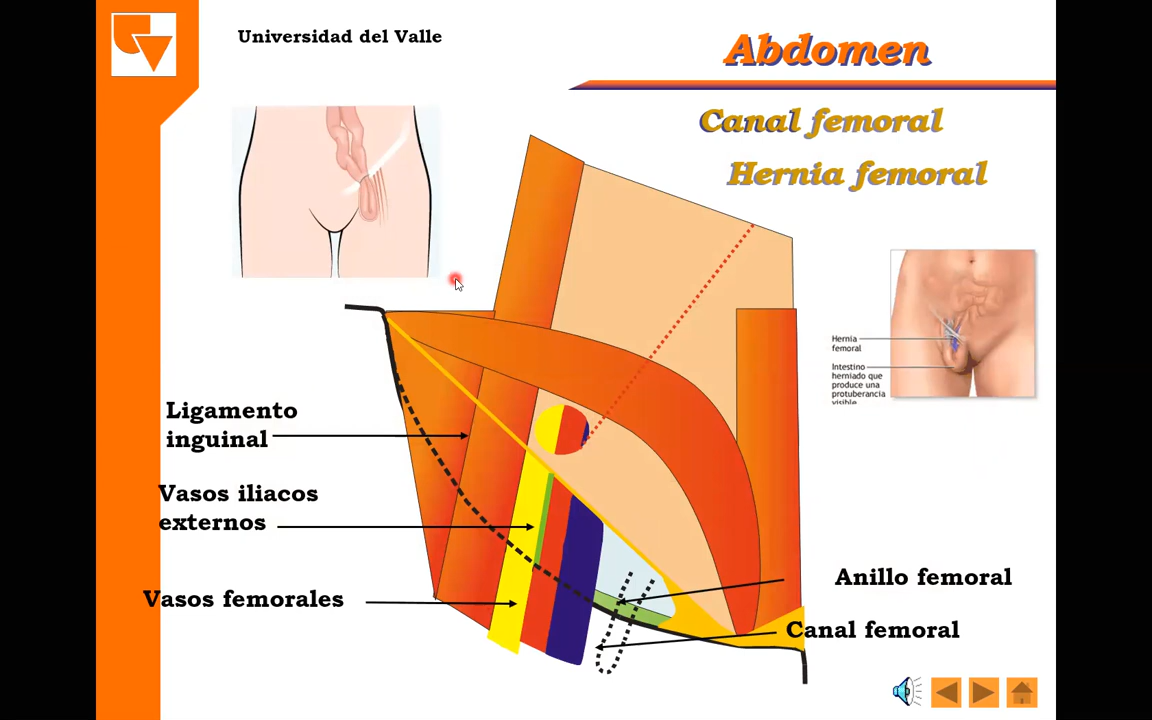 Universidad del Valle
Abdomen
Canal femoral
Hernia femoral
Hernia
femoral
Intestino
herniado que
produce una
protuberancia
visible
Ligamento
inguinal
Vasos iliacos
externos
Vasos femorales
Anillo femoral
Canal femoral